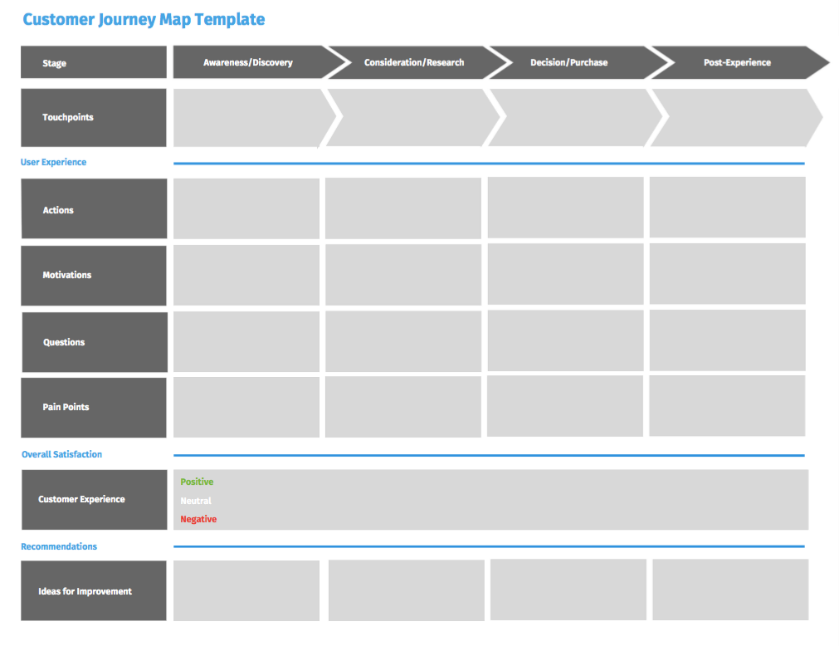 Customer Journey Map Template
Stage
Awareness/Discovery
Consideration/Research
Decision/Purchase
Post-Experience
Touchpoints
User Experience
Actions
Motivations
Questions
Pain Points
Overall Satisfaction
Customer Experience
Positive
Neutral
Negative
Recommendations
Ideas for Improvement